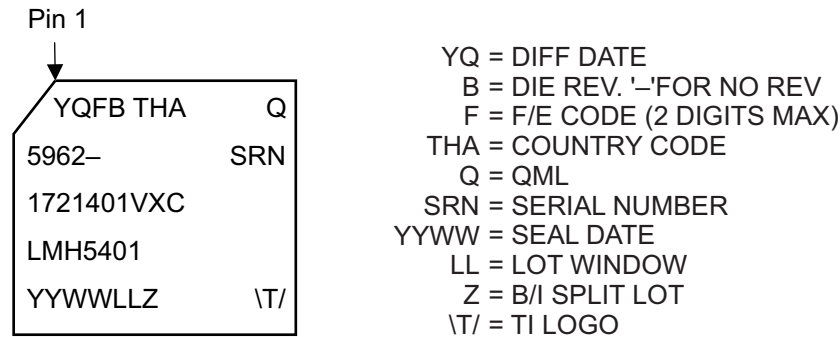 Pin 1
YQFB THA Q
5962– SRN
1721401VXC
LMH5401
YYWWLLZ \T/
YQ = DIFF DATE
B = DIE REV. '–'FOR NO REV
F = F/E CODE (2 DIGITS MAX)
THA = COUNTRY CODE
Q = QML
SRN = SERIAL NUMBER
YYWW = SEAL DATE
LL = LOT WINDOW
Z = B/I SPLIT LOT
\T/ = TI LOGO